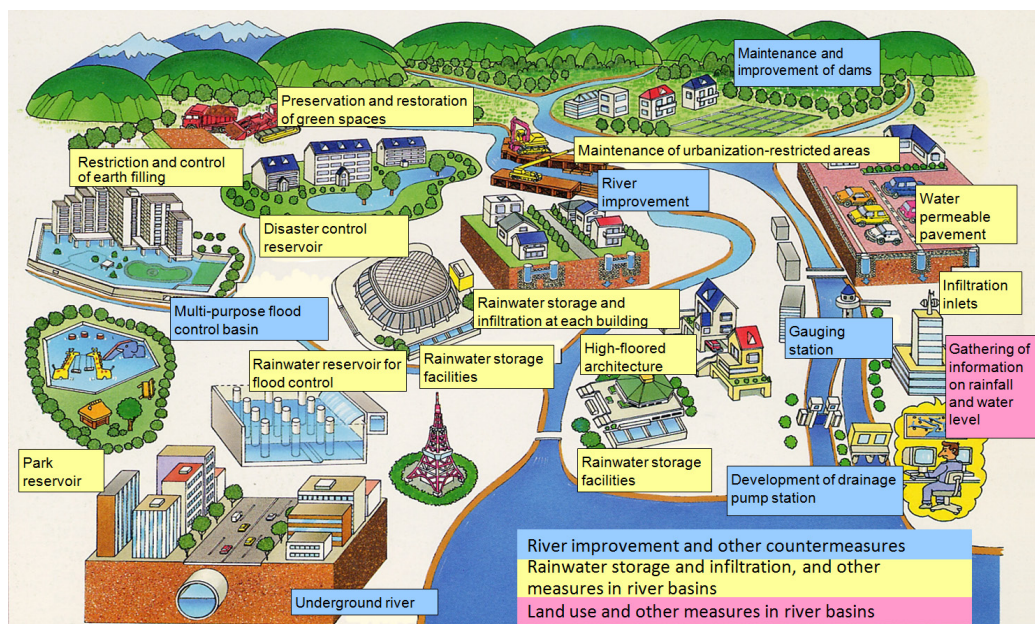 Maintenance and
improvement of dams
Preservation and restoration
of green spaces
Maintenance of urbanization-restricted areas
Restriction and control
of earth filling
River
improvement
Water
permeable
pavement
Disaster control
reservoir
Infiltration
inlets
Multi-purpose flood
control basin
Rainwater storage and
infiltration at each building
Gauging
station
High-floored
architecture
Gathering of
information
on rainfall
and water
level
Rainwater reservoir for
flood control
Rainwater storage
facilities
Park
reservoir
Rainwater storage
facilities
Development of drainage
pump station
Underground river
River improvement and other countermeasures
Rainwater storage and infiltration, and other
measures in river basins
Land use and other measures in river basins